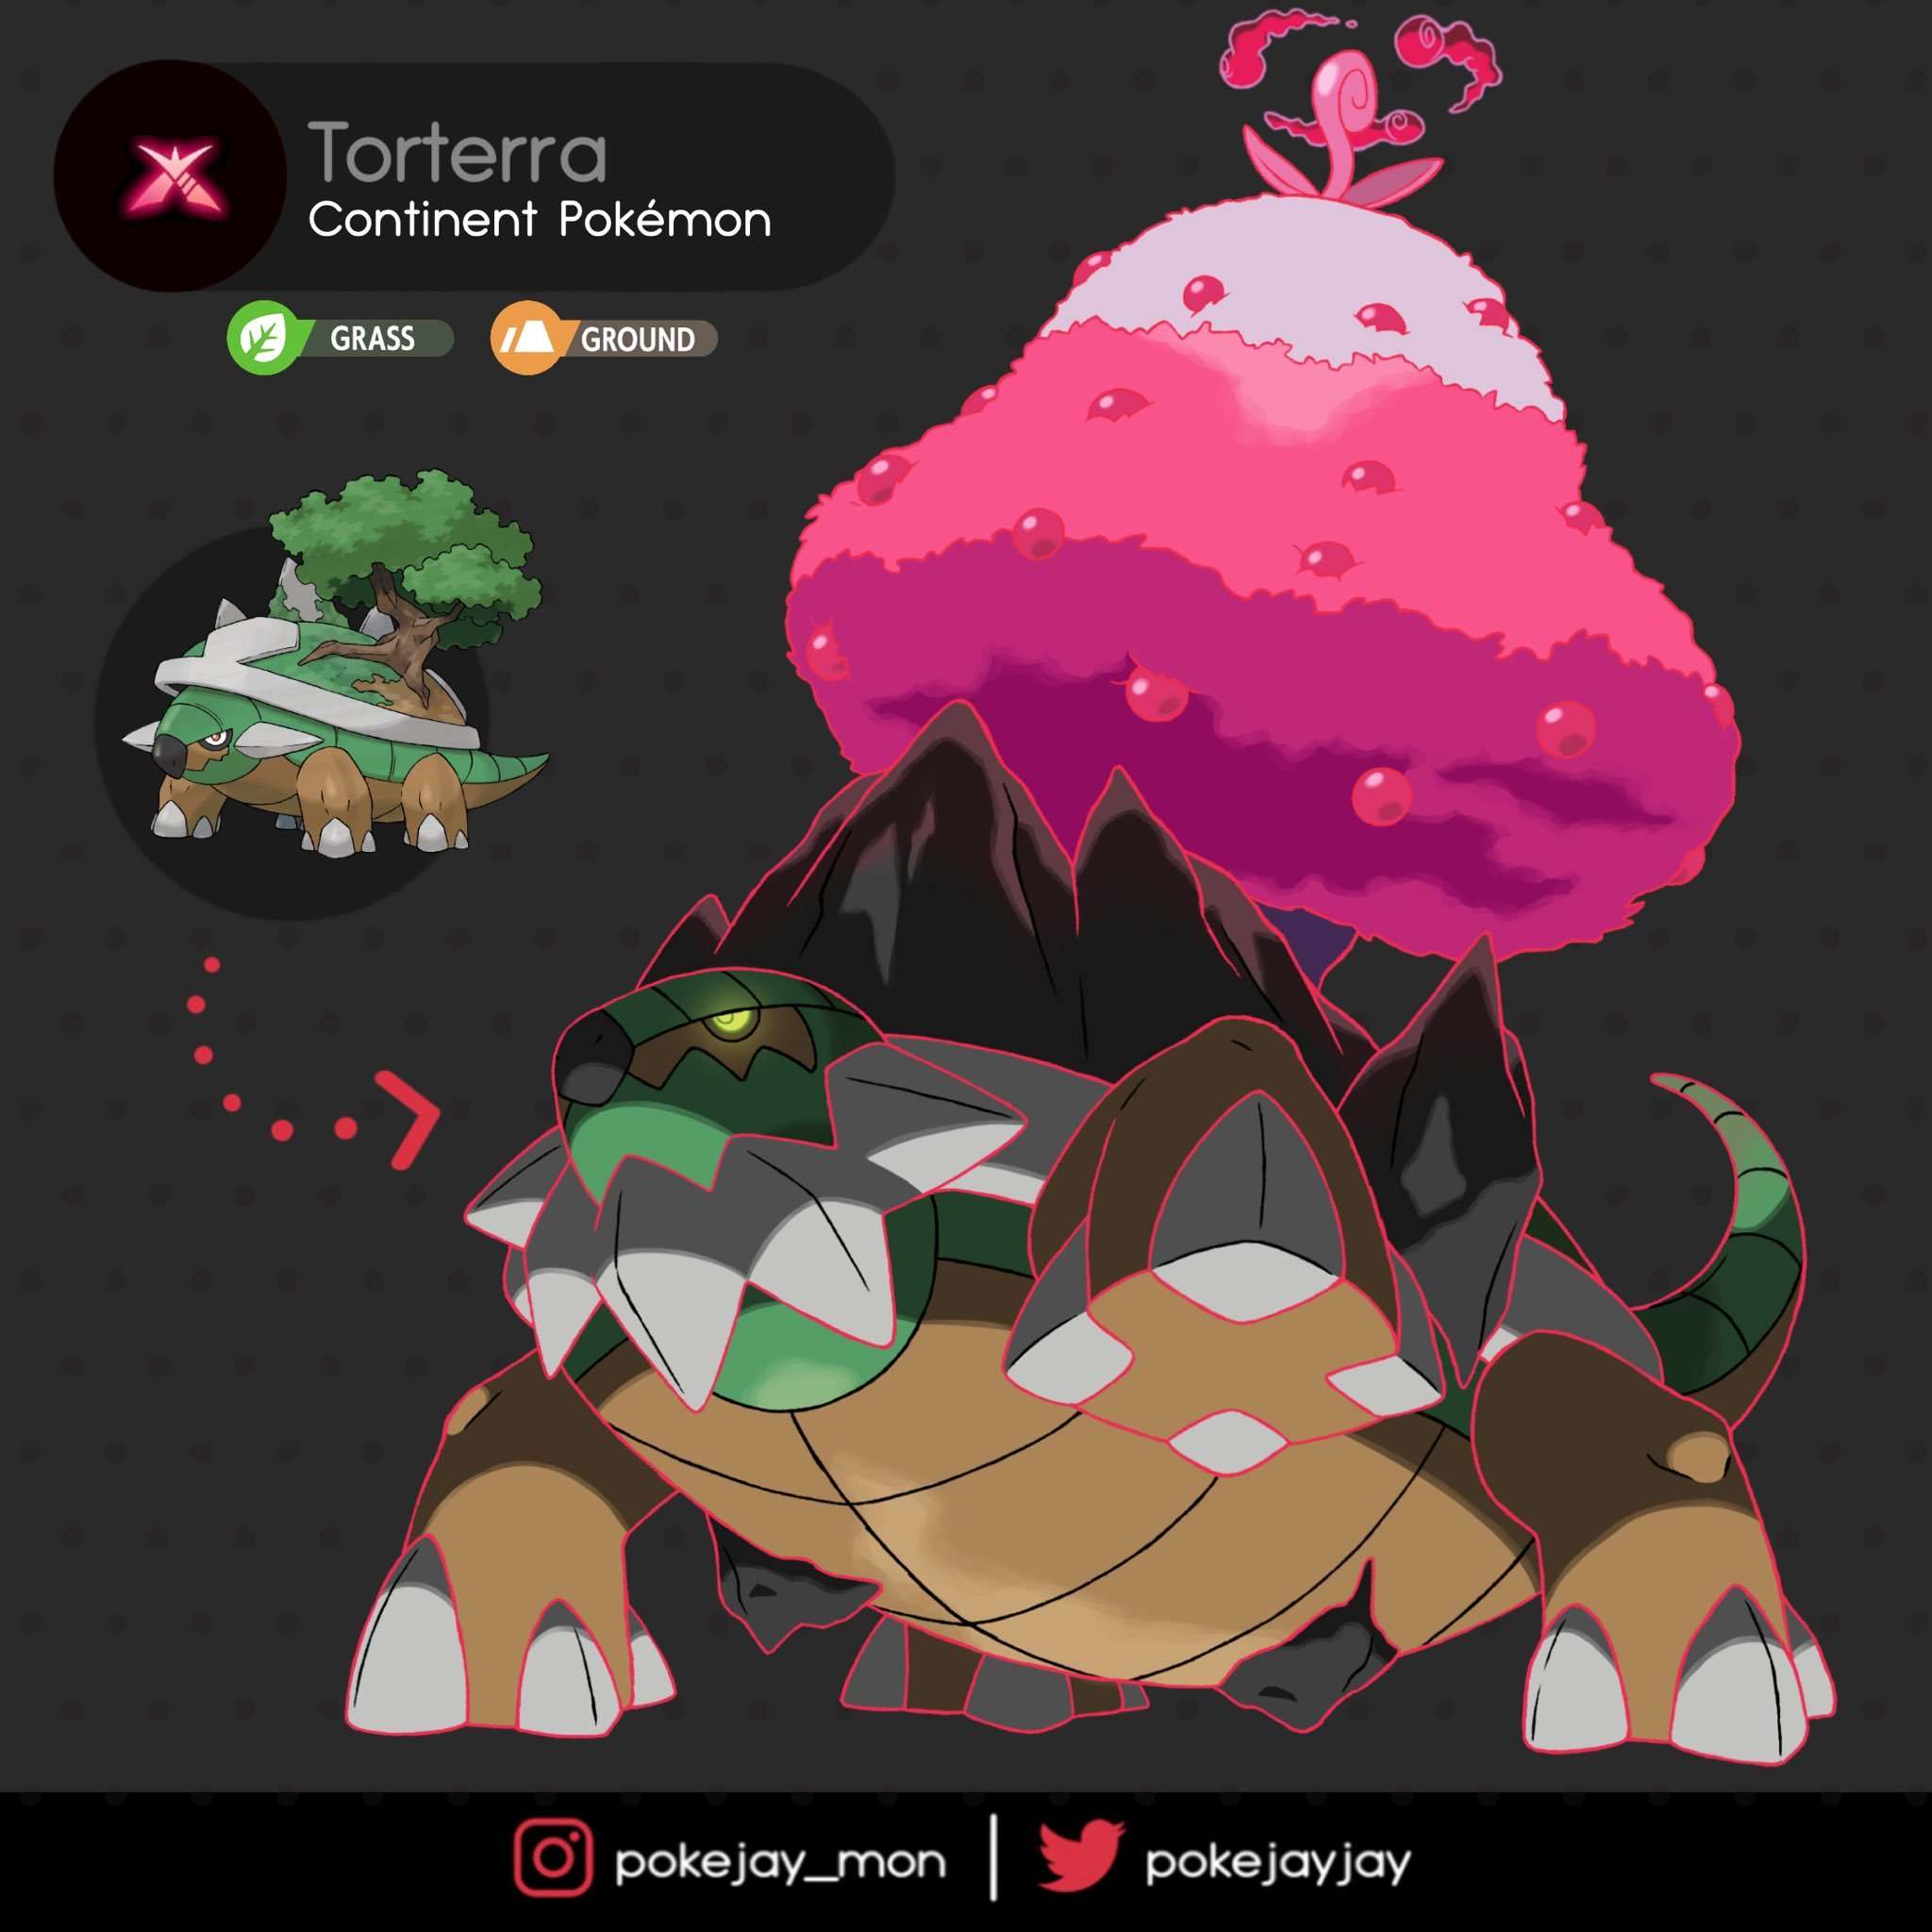 Torterra
Continent Pokémon
GRASS
GROUND
pokejay_mon
pokejayjay